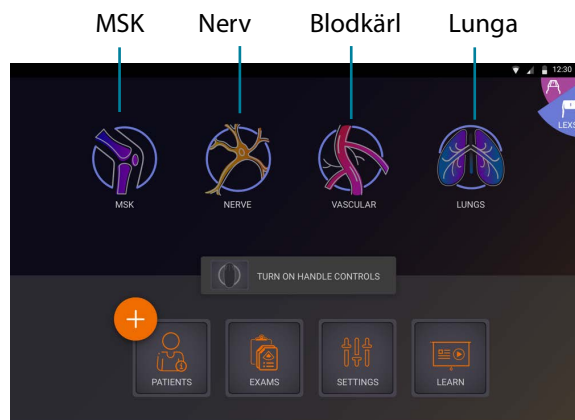 MSK Nerv Blodkärl Lunga
12:30
LEXS
MSK NERVE VASCULAR LUNGS
TURN ON HANDLE CONTROLS
PATIENTS EXAMS SETTINGS LEARN